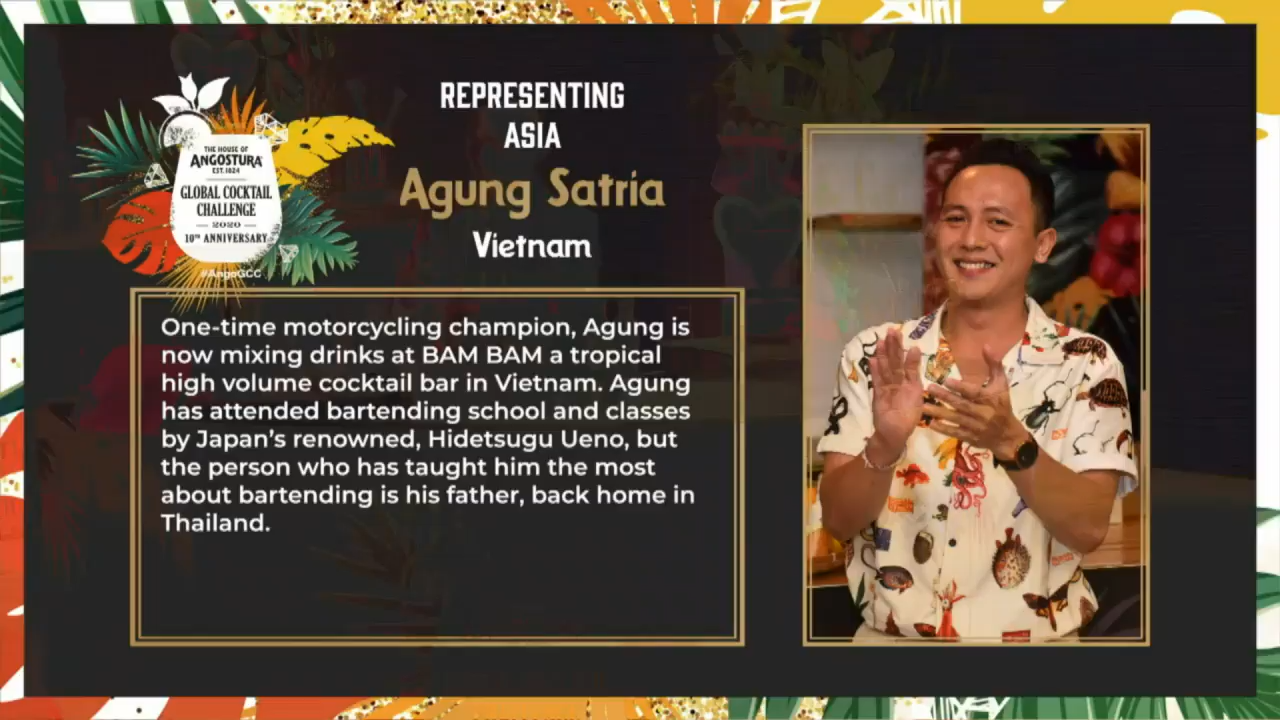 REPRESENTING
ASIA
Agung Satria
Vietnam
THE HOUSE OF
ANGOSTURA
EST. 1824
GLOBAL COCKTAIL
CHALLENGE
2020
10TH ANNIVERSARY
#AngoGCC
One-time motorcycling champion, Agung is
now mixing drinks at BAM BAM a tropical
high volume cocktail bar in Vietnam. Agung
has attended bartending school and classes
by Japan's renowned, Hidetsugu Ueno, but
the person who has taught him the most
about bartending is his father, back home in
Thailand.